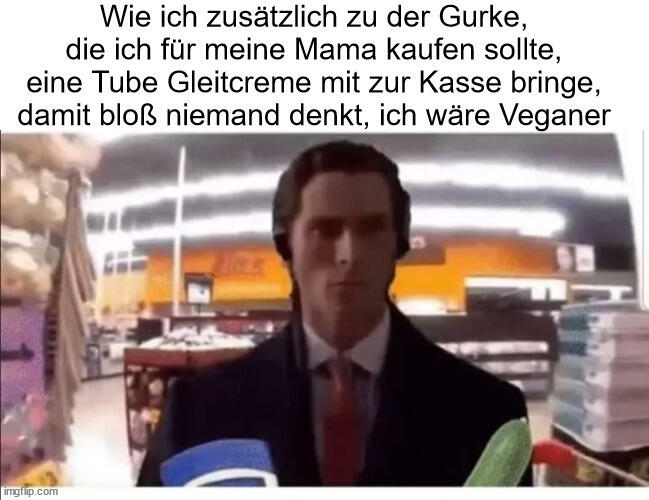 Wie ich zusätzlich zu der Gurke,
die ich für meine Mama kaufen sollte,
eine Tube Gleitcreme mit zur Kasse bringe,
damit bloß niemand denkt, ich wäre Veganer
imgflip.com